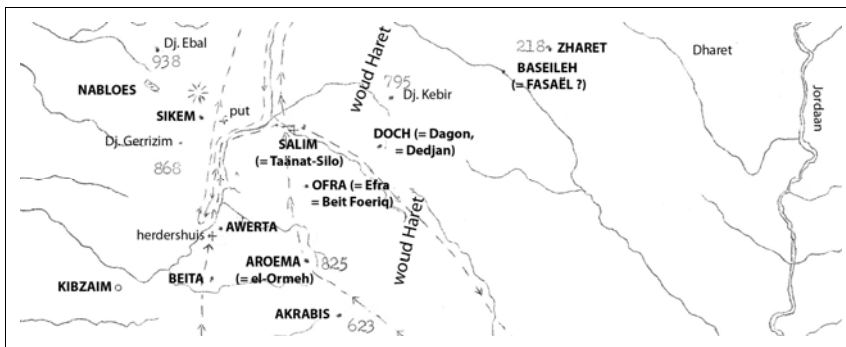 Dj. Ebal
938
NABLOES
SIKEM
put
Dj. Gerrizim
868
herdershuis
AWERTA
KIBZAIM
BEITA
SALIM
(= Taänat-Silo)
OFRA (= Efra
= Beit Foeriq)
AROEMA
(= el-Ormeh)
825
AKRABIS
623
woud Haret
795
Dj. Kebir
DOCH (= Dagon,
= Dedjan)
woud Haret
218
ZHARET
BASEILEH
(= FASAËL ?)
Dharet
Jordaan